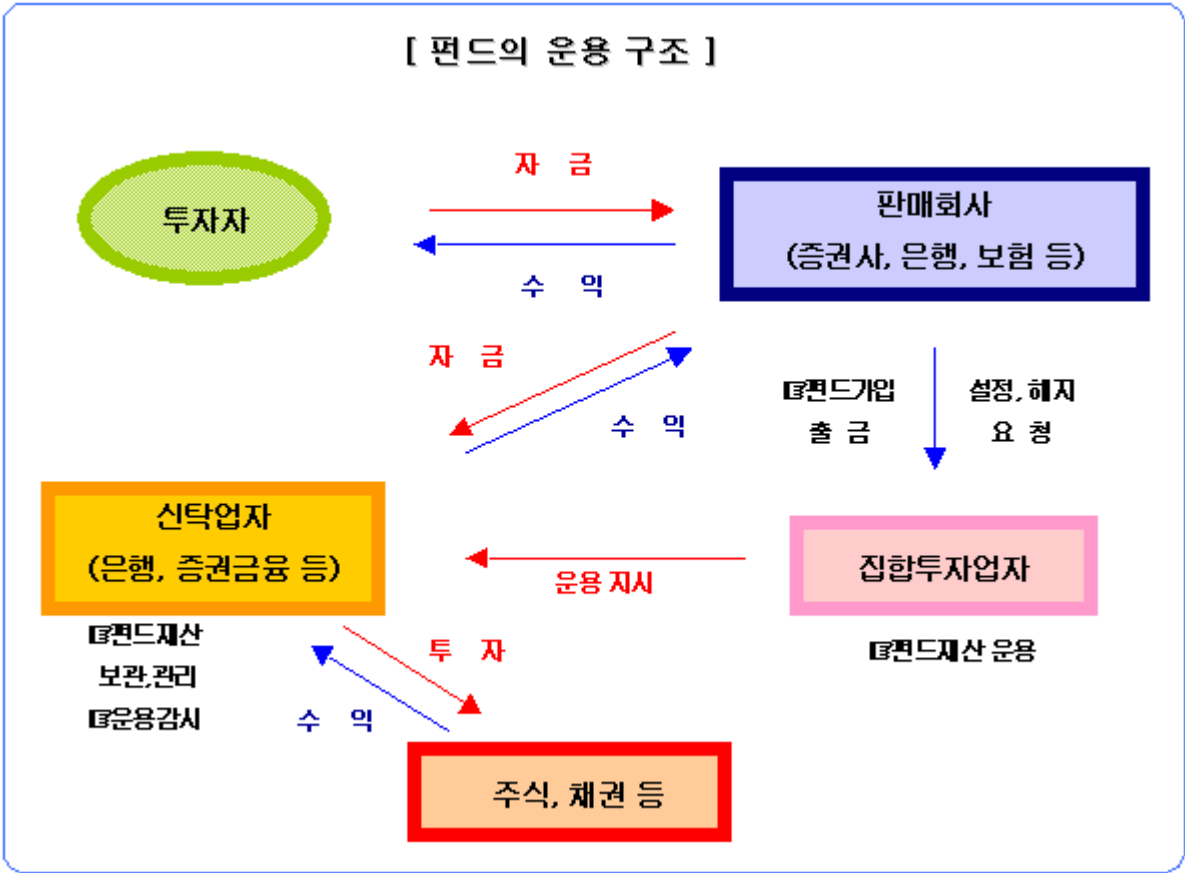 [ 펀드의 운용 구조 ]
자 금
투자자
판매회사
(증권사, 은행, 보험 등)
수 익
자 금
수 익
☞펀드가입
출 금
설정, 해지
요 청
신탁업자
(은행, 증권금융 등)
운용 지시
집합투자업자
☞펀드재산
보관,관리
☞운용감시
투 자
수 익
☞펀드재산 운용
주식, 채권 등